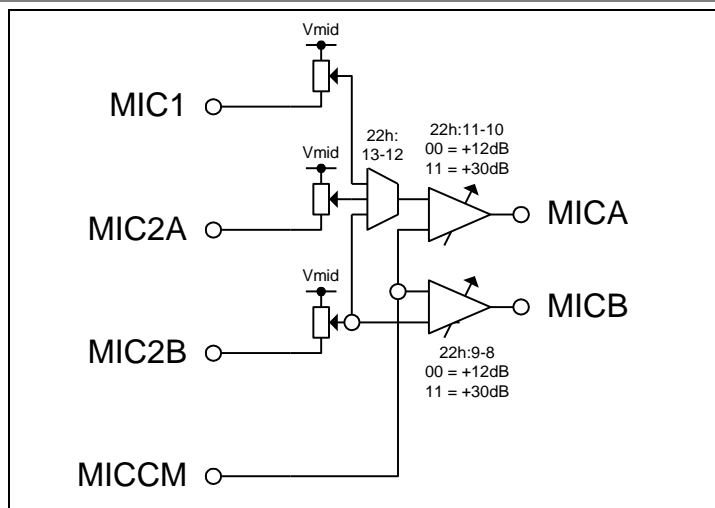 Vmid
MIC1
22h:
13-12
22h:11-10
00 = +12dB
11 = +30dB
Vmid
MIC2A
MICA
Vmid
MIC2B
MICB
22h:9-8
00 = +12dB
11 = +30dB
MICCM